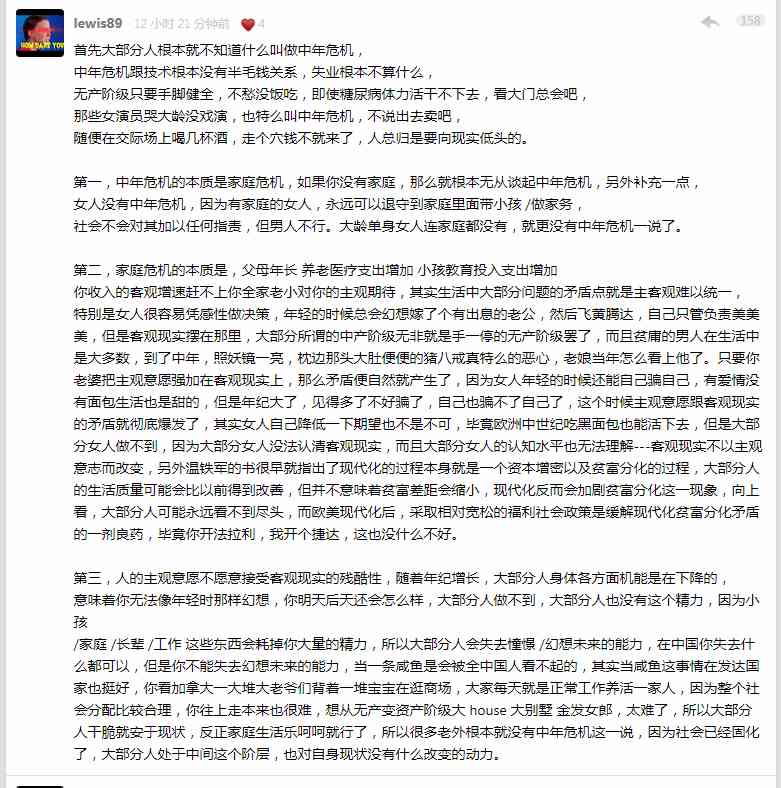 lewis89 12 小时 21 分钟前 4 158
HOW DARE YOU
首先大部分人根本就不知道什么叫做中年危机，
中年危机跟技术根本没有半毛钱关系，失业根本不算什么，
无产阶级只要手脚健全，不愁没饭吃，即使糖尿病体力活干不下去，看大门总会吧，
那些女演员哭大龄没戏演，也特么叫中年危机，不说出去卖吧，
随便在交际场上喝几杯酒，走个穴钱不就来了，人总归是要向现实低头的。
第一，中年危机的本质是家庭危机，如果你没有家庭，那么就根本无从谈起中年危机，另外补充一点，
女人没有中年危机，因为有家庭的女人，永远可以退守到家庭里面带小孩 /做家务，
社会不会对其加以任何指责，但男人不行。大龄单身女人连家庭都没有，就更没有中年危机一说了。
第二，家庭危机的本质是，父母年长 养老医疗支出增加 小孩教育投入支出增加
你收入的客观增速赶不上你全家老小对你的主观期待，其实生活中大部分问题的矛盾点就是主客观难以统一，
特别是女人很容易凭感性做决策，年轻的时候总会幻想嫁了个有出息的老公，然后飞黄腾达，自己只管负责美美
美，但是客观现实摆在那里，大部分所谓的中产阶级无非就是手一停的无产阶级罢了，而且贫庸的男人在生活中
是大多数，到了中年，照妖镜一亮，枕边那头大肚便便的猪八戒真特么的恶心，老娘当年怎么看上他了。只要你
老婆把主观意愿强加在客观现实上，那么矛盾便自然就产生了，因为女人年轻的时候还能自己骗自己，有爱情没
有面包生活也是甜的，但是年纪大了，见得多了不好骗了，自己也骗不了自己了，这个时候主观意愿跟客观现实
的矛盾就彻底爆发了，其实女人自己降低一下期望也不是不可，毕竟欧洲中世纪吃黑面包也能活下去，但是大部
分女人做不到，因为大部分女人没法认清客观现实，而且大部分女人的认知水平也无法理解---客观现实不以主观
意志而改变，另外温铁军的书很早就指出了现代化的过程本身就是一个资本增密以及贫富分化的过程，大部分人
的生活质量可能会比以前得到改善，但并不意味着贫富差距会缩小，现代化反而会加剧贫富分化这一现象，向上
看，大部分人可能永远看不到尽头，而欧美现代化后，采取相对宽松的福利社会政策是缓解现代化贫富分化矛盾
的一剂良药，毕竟你开法拉利，我开个捷达，这也没什么不好。
第三，人的主观意愿不愿意接受客观现实的残酷性，随着年纪增长，大部分人身体各方面机能是在下降的，
意味着你无法像年轻时那样幻想，你明天后天还会怎么样，大部分人做不到，大部分人也没有这个精力，因为小
孩
/家庭 /长辈 /工作 这些东西会耗掉你大量的精力，所以大部分人会失去憧憬 /幻想未来的能力，在中国你失去什
么都可以，但是你不能失去幻想未来的能力，当一条咸鱼是会被全中国人看不起的，其实当咸鱼这事情在发达国
家也挺好，你看加拿大一大堆大老爷们背着一堆宝宝在逛商场，大家每天就是正常工作养活一家人，因为整个社
会分配比较合理，你往上走本来也很难，想从无产变资产阶级大 house 大别墅 金发女郎，太难了，所以大部分
人干脆就安于现状，反正家庭生活乐呵呵就行了，所以很多老外根本就没有中年危机这一说，因为社会已经固化
了，大部分人处于中间这个阶层，也对自身现状没有什么改变的动力。